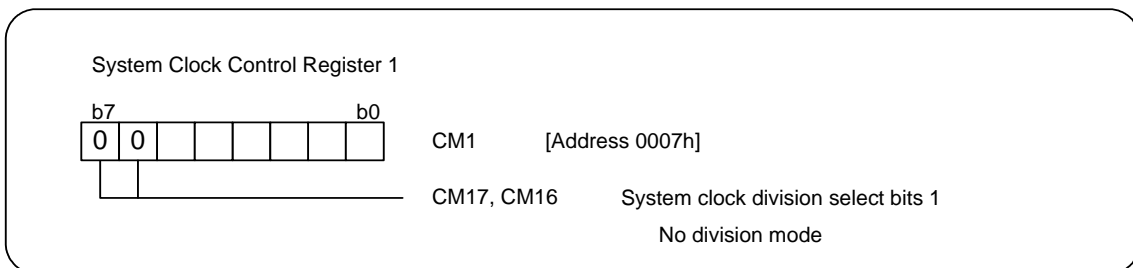 System Clock Control Register 1
b7 b0
0 0 CM1 [Address 0007h]
CM17, CM16 System clock division select bits 1
No division mode